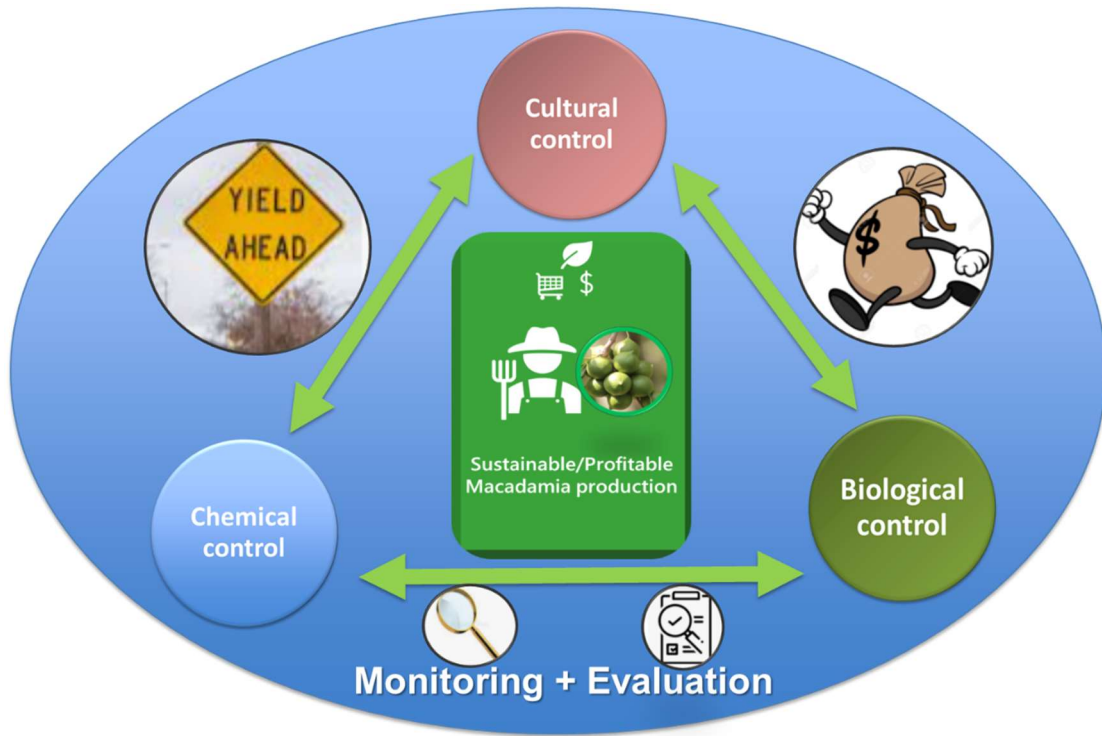 Cultural
control
YIELD
AHEAD
$
$
Sustainable/Profitable
Macadamia production
Chemical
control
Biological
control
Monitoring + Evaluation